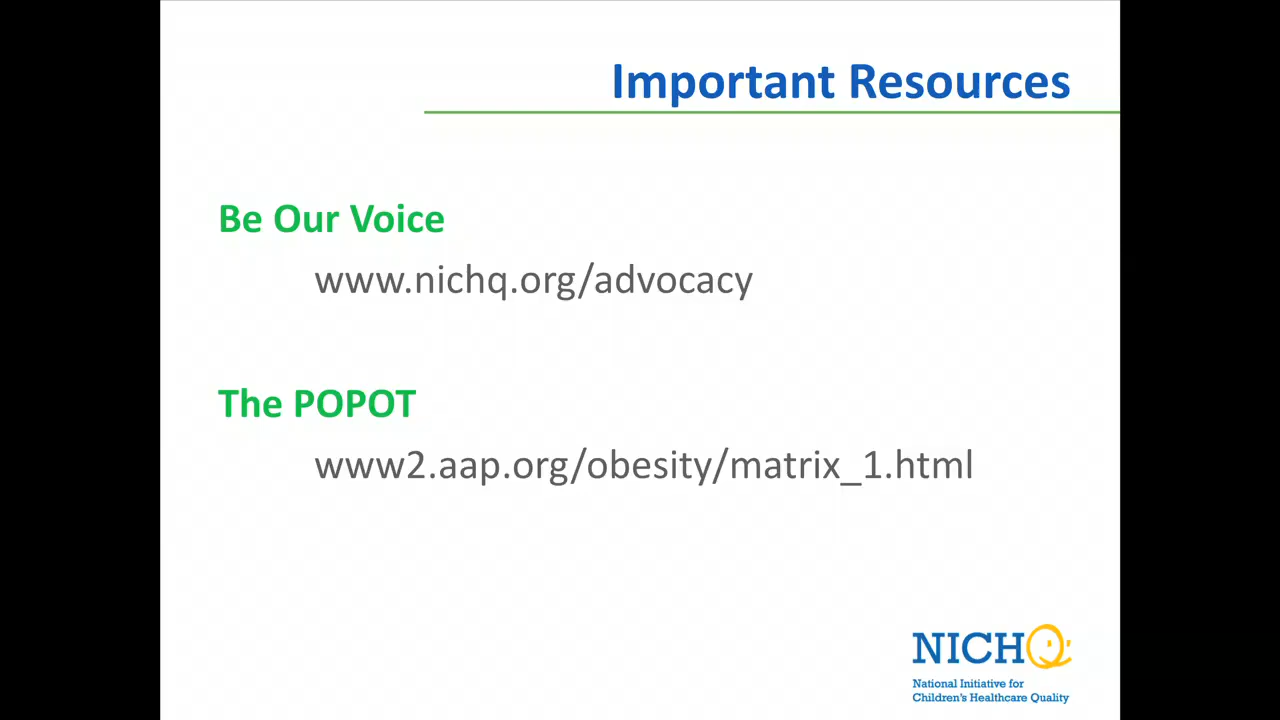 Important Resources
Be Our Voice
www.nichq.org/advocacy
The POPOT
www2.aap.org/obesity/matrix_1.html
NICHQ
National Initiative for
Children's Healthcare Quality